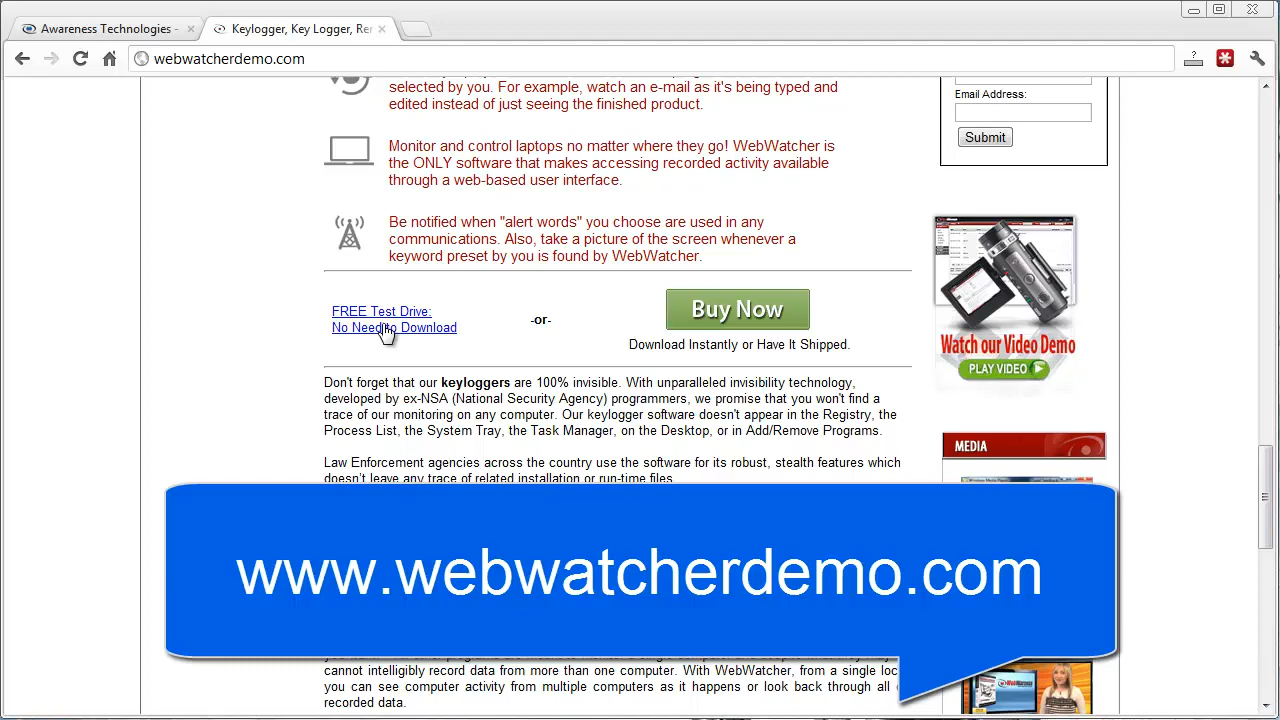 Awareness Technologies -
Keylogger, Key Logger, Rer
webwatcherdemo.com
selected by you. For example, watch an e-mail as it's being typed and
edited instead of just seeing the finished product.
Monitor and control laptops no matter where they go! WebWatcher is
the ONLY software that makes accessing recorded activity available
through a web-based user interface.
Be notified when "alert words" you choose are used in any
communications. Also, take a picture of the screen whenever a
keyword preset by you is found by WebWatcher.
Email Address:
Submit
FREE Test Drive:
No Need to Download
-or-
Buy Now
Download Instantly or Have It Shipped.
Watch our Video Demo
PLAY VIDEO
Don't forget that our keyloggers are 100% invisible. With unparalleled invisibility technology,
developed by ex-NSA (National Security Agency) programmers, we promise that you won't find a
trace of our monitoring on any computer. Our keylogger software doesn't appear in the Registry, the
Process List, the System Tray, the Task Manager, on the Desktop, or in Add/Remove Programs.
MEDIA
Law Enforcement agencies across the country use the software for its robust, stealth features which
doesn't leave any trace of related installation or run-time files
www.webwatcherdemo.com
cannot intelligibly record data from more than one computer. With WebWatcher, from a single loc
you can see computer activity from multiple computers as it happens or look back through all
recorded data.